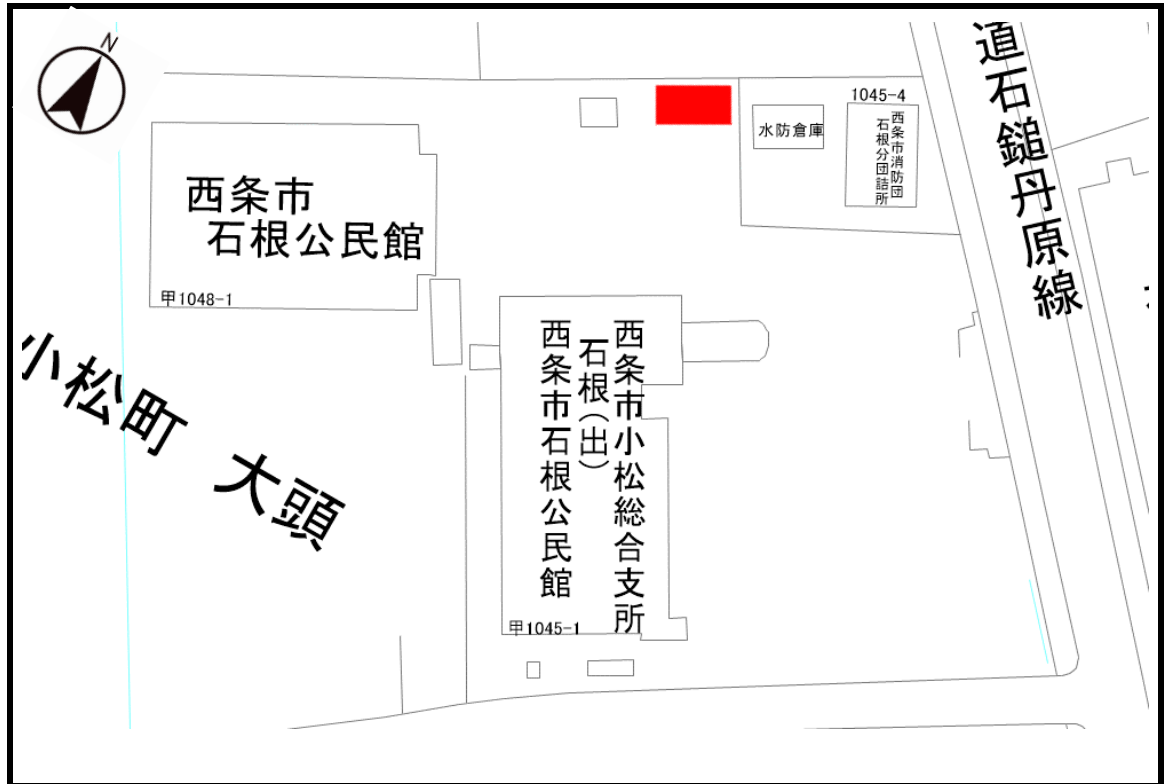 N
道石鎚丹原線
1045-4
水防倉庫
西条市消防団
石根分団詰所
西条市
石根公民館
甲1048-1
西条市小松総合支所
石根(出)
西条市石根公民館
甲1045-1
小松町 大頭